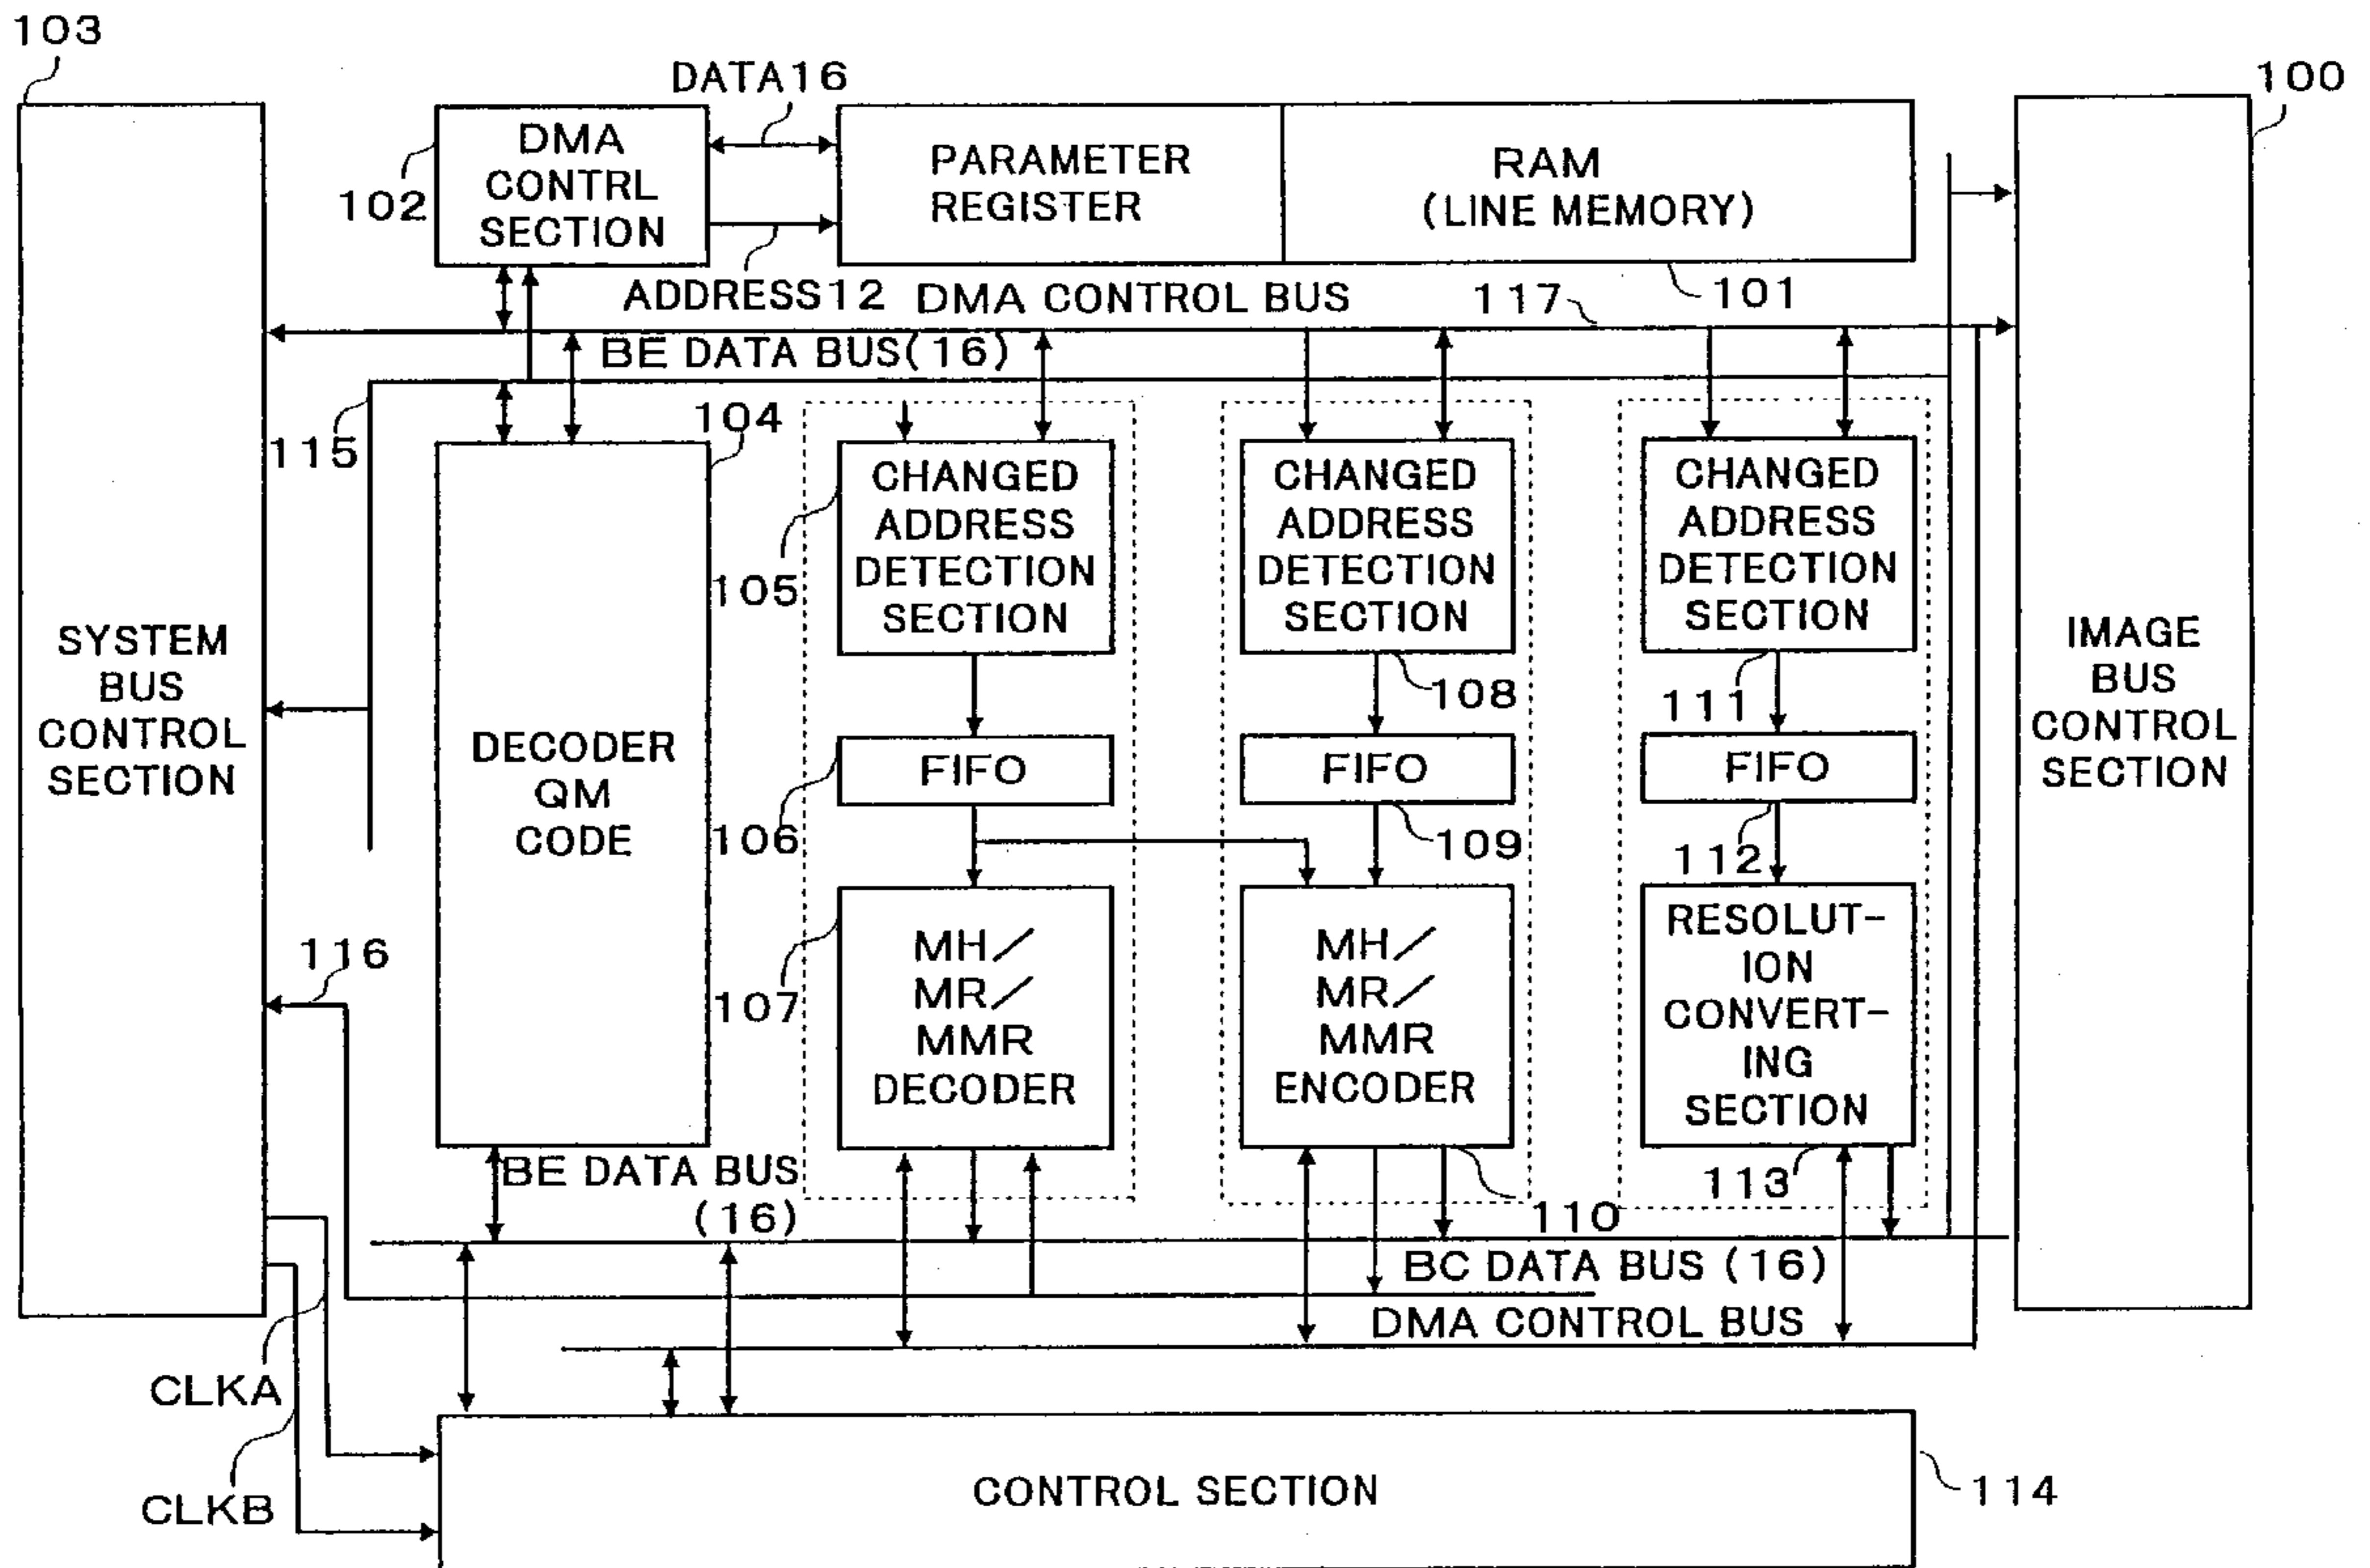 103
DATA16
100
DMA
CONTRL
SECTION
102
PARAMETER
REGISTER
RAM
(LINE MEMORY)
ADDRESS12
DMA CONTROL BUS
117
101
BE DATA BUS(16)
115
104
CHANGED
ADDRESS
DETECTION
SECTION
105
CHANGED
ADDRESS
DETECTION
SECTION
108
CHANGED
ADDRESS
DETECTION
SECTION
111
SYSTEM
BUS
CONTROL
SECTION
IMAGE
BUS
CONTROL
SECTION
DECODER
QM
CODE
FIFO
106
FIFO
109
FIFO
112
116
MH/
MR/
MMR
DECODER
107
MH/
MR/
MMR
ENCODER
110
RESOLUT-
ION
CONVERT-
ING
SECTION
113
BE DATA BUS
(16)
BC DATA BUS (16)
DMA CONTROL BUS
CLKA
CLKB
CONTROL SECTION
114